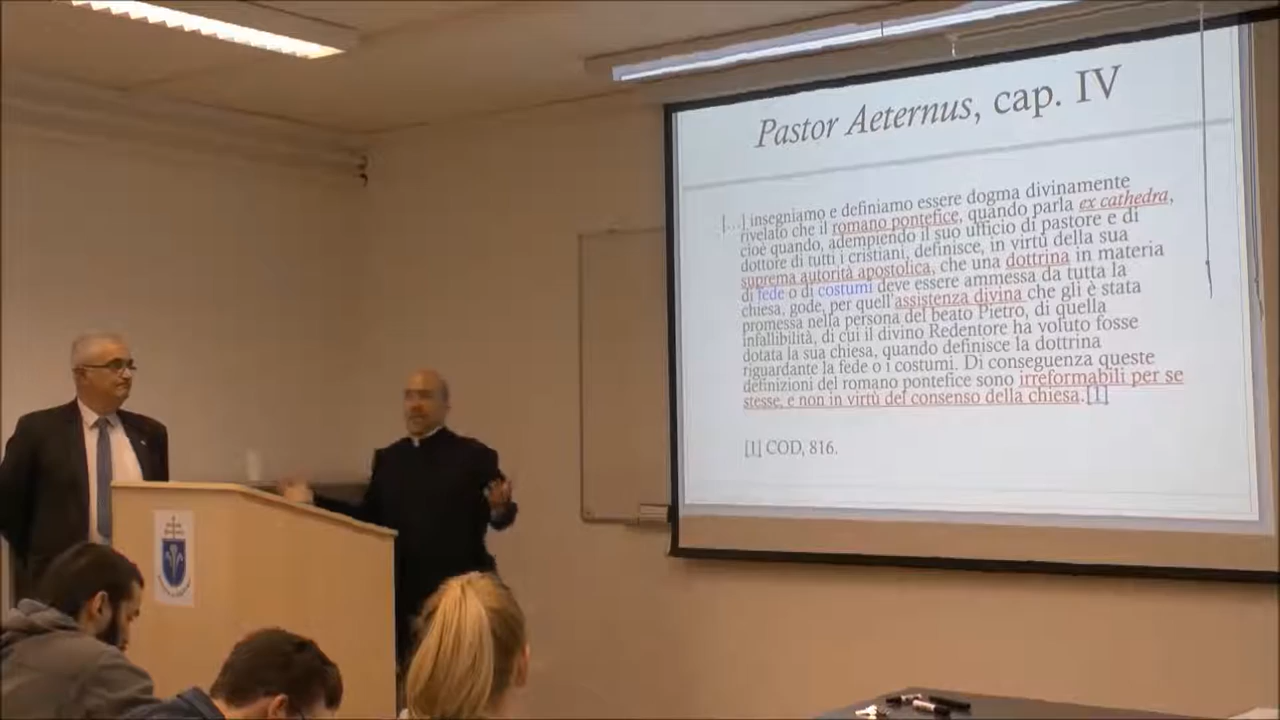 Pastor Aeternus, cap. IV
[...] insegniamo e definiamo essere dogma divinamente
rivelato che il romano pontefice, quando parla ex cathedra,
cioè quando, adempiendo il suo ufficio di pastore e di
dottore di tutti i cristiani, definisce, in virtù della sua
suprema autorità apostolica, che una dottrina in materia
di fede o di costumi deve essere ammessa da tutta la
chiesa, gode, per quell'assistenza divina che gli è stata
promessa nella persona del beato Pietro, di quella
infallibilità, di cui il divino Redentore ha voluto fosse
dotata la sua chiesa, quando definisce la dottrina
riguardante la fede o i costumi. Di conseguenza queste
definizioni del romano pontefice sono irreformabili per se
stesse, e non in virtù del consenso della chiesa.[1]
[1] COD, 816.